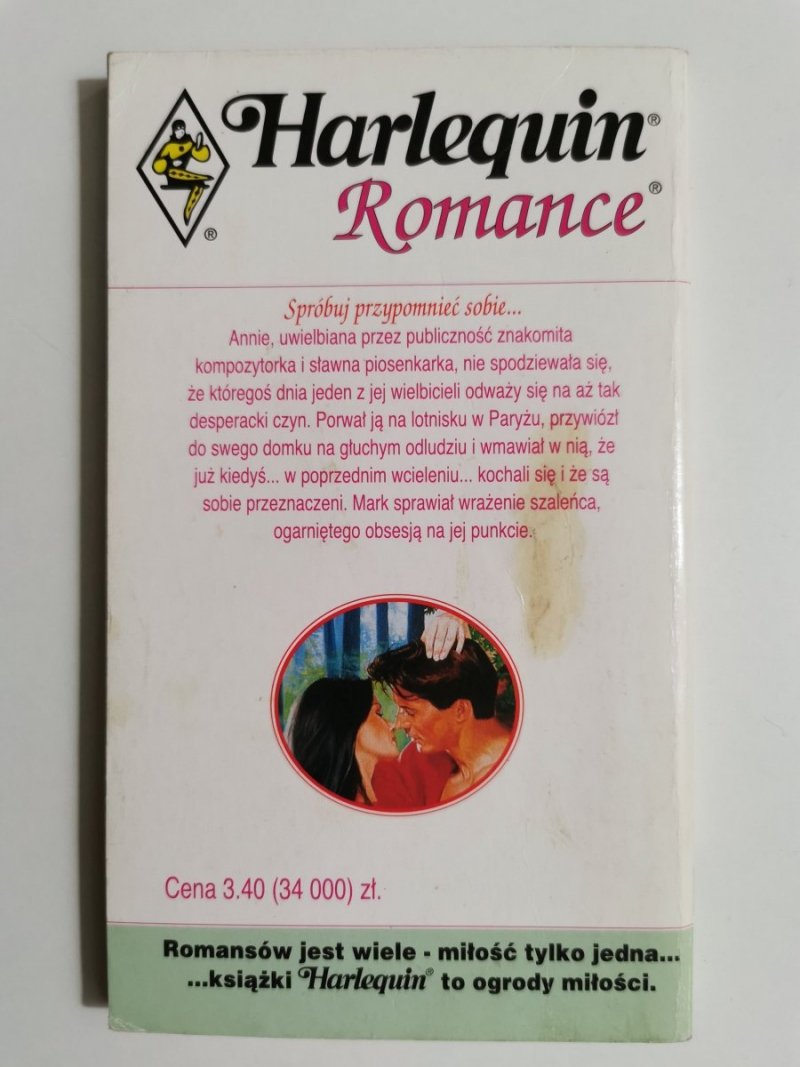 Harlequin®
Romance®
®
Spróbuj przypomnieć sobie...
Annie, uwielbiana przez publiczność znakomita
kompozytorka i sławna piosenkarka, nie spodziewała się,
że któregoś dnia jeden z jej wielbicieli odważy się na aż tak
desperacki czyn. Porwał ją na lotnisku w Paryżu, przywiózł
do swego domku na głuchym odludziu i wmawiał w nią, że
już kiedyś... w poprzednim wcieleniu... kochali się i że są
sobie przeznaczeni. Mark sprawiał wrażenie szaleńca,
ogarniętego obsesją na jej punkcie.
Cena 3.40 (34 000) zł.
Romansów jest wiele - miłość tylko jedna...
...książki Harlequin® to ogrody miłości.